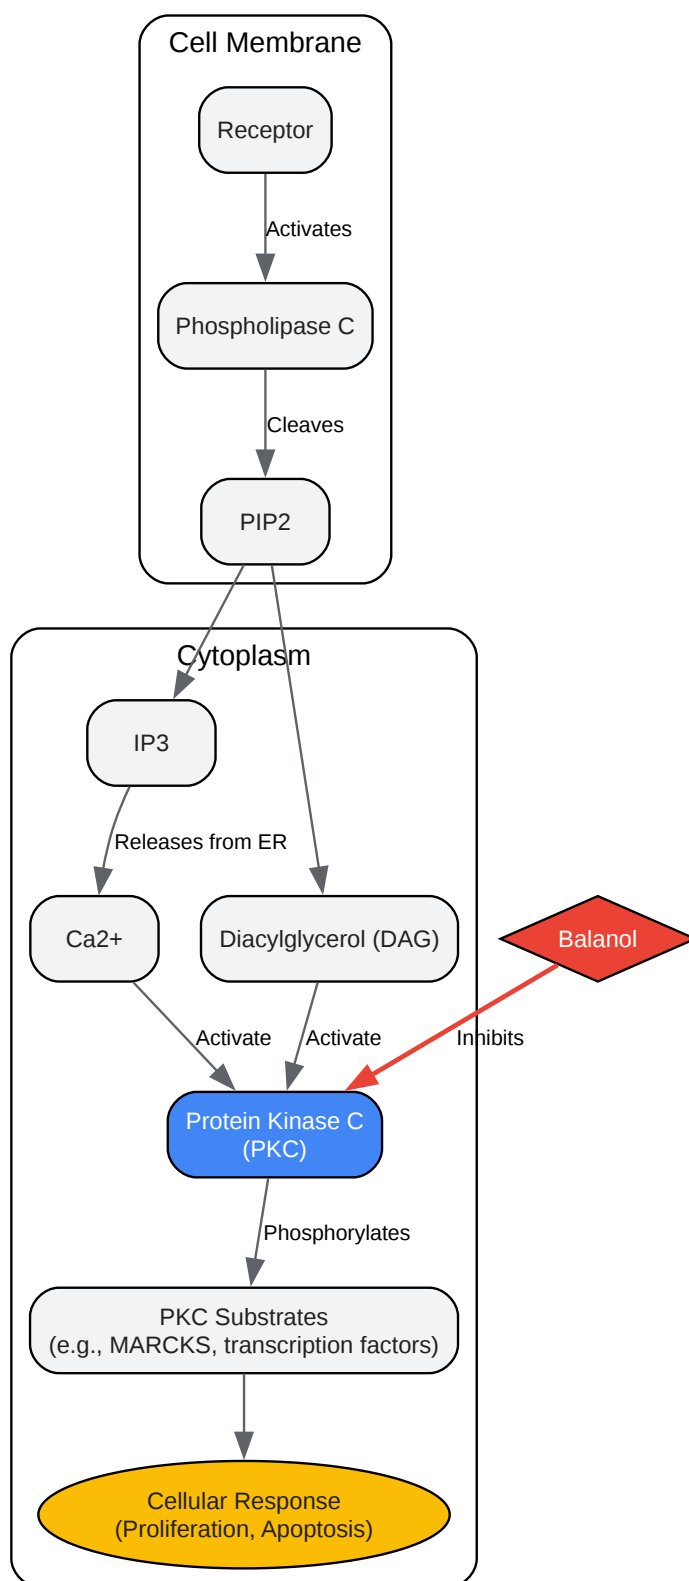 Cell Membrane
Receptor
Activates
Phospholipase C
Cleaves
PIP2
Cytoplasm
IP3
Releases from ER
Ca2+
Diacylglycerol (DAG)
Balanol
Activate
Activate
Inhibits
Protein Kinase C
(PKC)
Phosphorylates
PKC Substrates
(e.g., MARCKS, transcription factors)
Cellular Response
(Proliferation, Apoptosis)